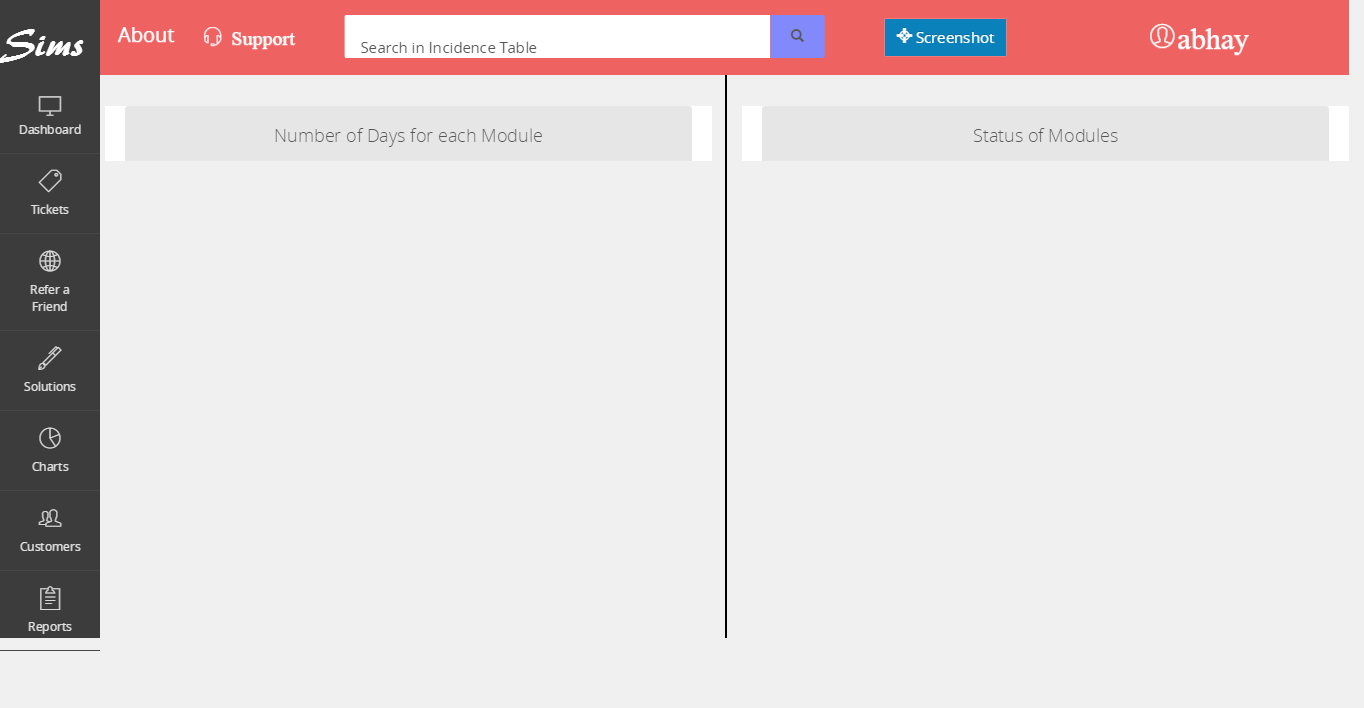 Sims
About
Support
Search in Incidence Table
Screenshot
abhay
Dashboard
Tickets
Refer a
Friend
Solutions
Charts
Customers
Reports
Number of Days for each Module
Status of Modules